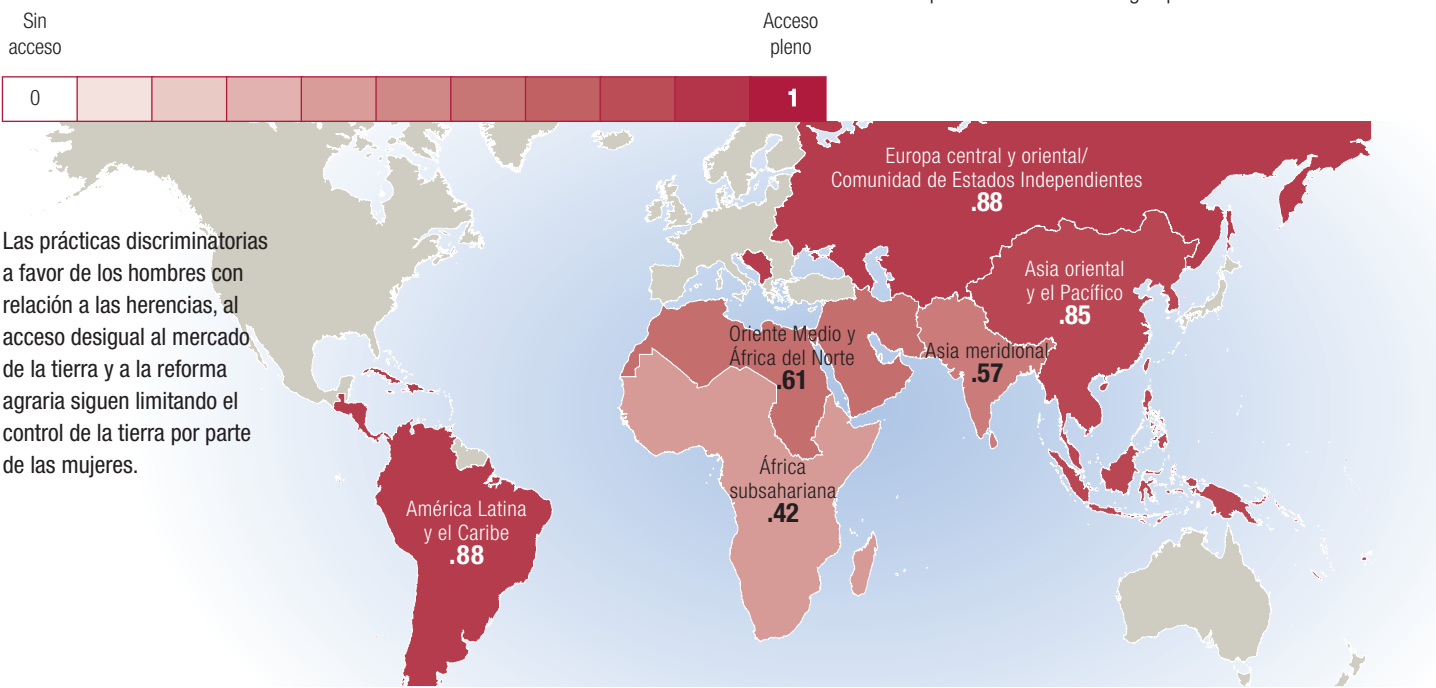 Sin
acceso
Acceso
pleno
0
1
Europa central y oriental/
Comunidad de Estados Independientes
.88
Las prácticas discriminatorias
a favor de los hombres con
relación a las herencias, al
acceso desigual al mercado
de la tierra y a la reforma
agraria siguen limitando el
control de la tierra por parte
de las mujeres.
Asia oriental
y el Pacífico
.85
Oriente Medio y
África del Norte
.61
Asia meridional
.57
África
subsahariana
.42
América Latina
y el Caribe
.88